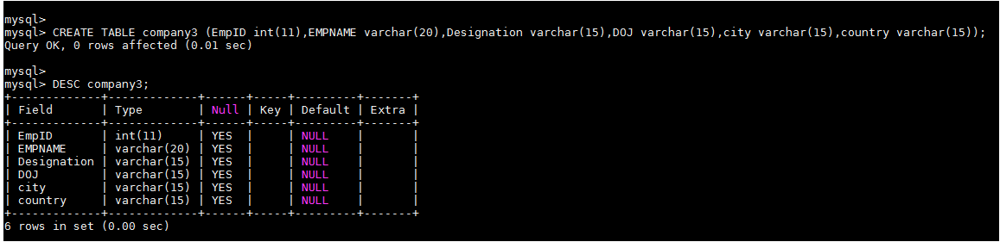 mysql>
mysql> CREATE TABLE company3 (EmpID int(11),EMPNAME varchar(20),Designation varchar(15),DOJ varchar(15),city varchar(15),country varchar(15));
Query OK, 0 rows affected (0.01 sec)
mysql>
mysql> DESC company3;
+-------------+-------------+------+-----+---------+-------+
| Field       | Type        | Null | Key | Default | Extra |
+-------------+-------------+------+-----+---------+-------+
| EmpID       | int(11)     | YES  |     | NULL    |       |
| EMPNAME     | varchar(20) | YES  |     | NULL    |       |
| Designation | varchar(15) | YES  |     | NULL    |       |
| DOJ         | varchar(15) | YES  |     | NULL    |       |
| city        | varchar(15) | YES  |     | NULL    |       |
| country     | varchar(15) | YES  |     | NULL    |       |
+-------------+-------------+------+-----+---------+-------+
6 rows in set (0.00 sec)